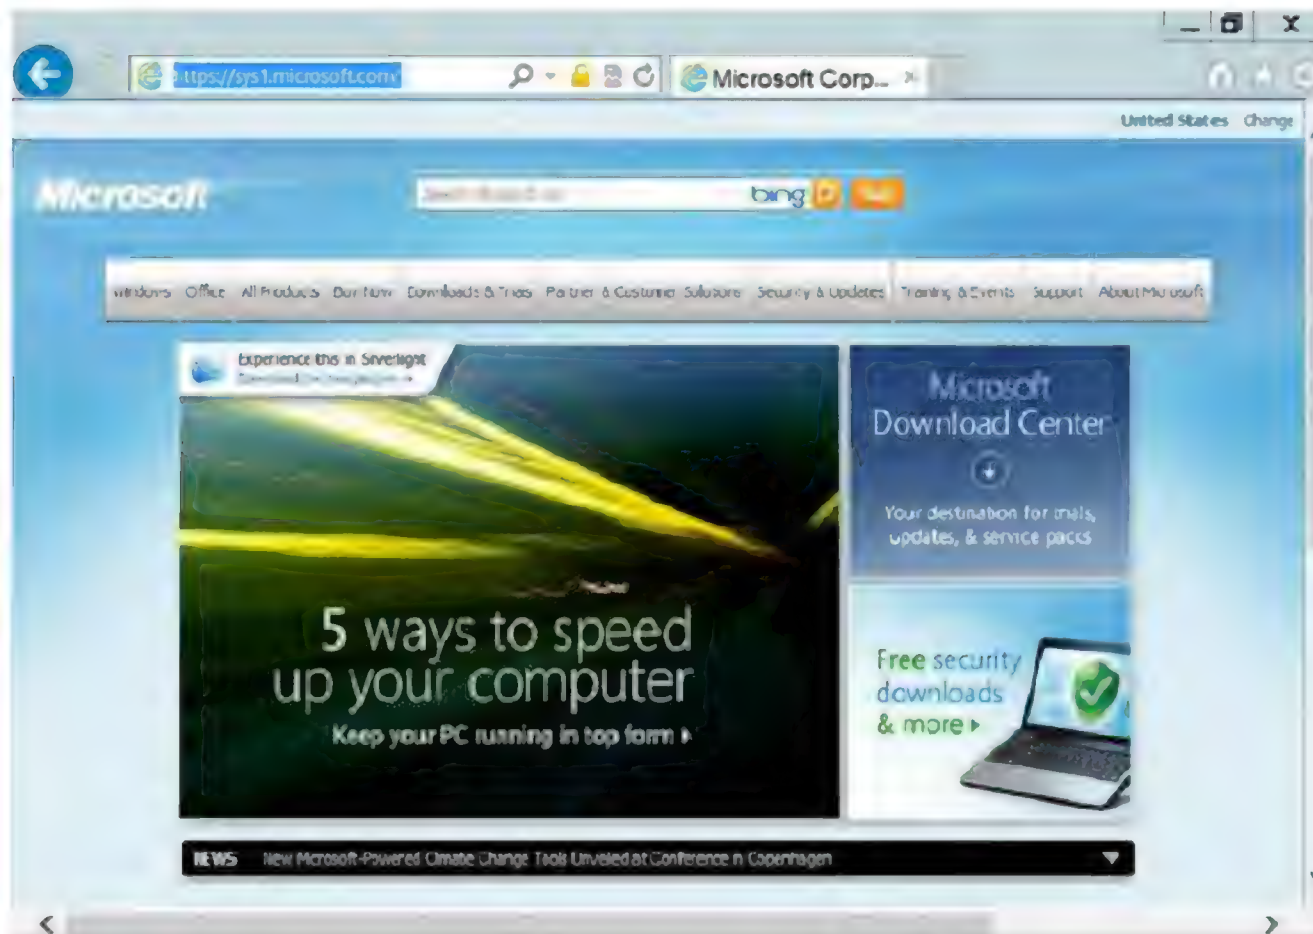 https://sys1.microsoft.com/
Microsoft Corp...
United States Change
Microsoft
bing
Windows Office All Products Buy Now Downloads & Trials Partner & Customer Solutions Security & Updates Training & Events Support About Microsoft
Experience this in Silverlight
Microsoft
Download Center
Your destination for trials,
updates, & service packs
5 ways to speed
up your computer
Keep your PC running in top form
Free security
downloads
& more
NEWS New Microsoft-Powered Climate Change Tools Unveiled at Conference in Copenhagen